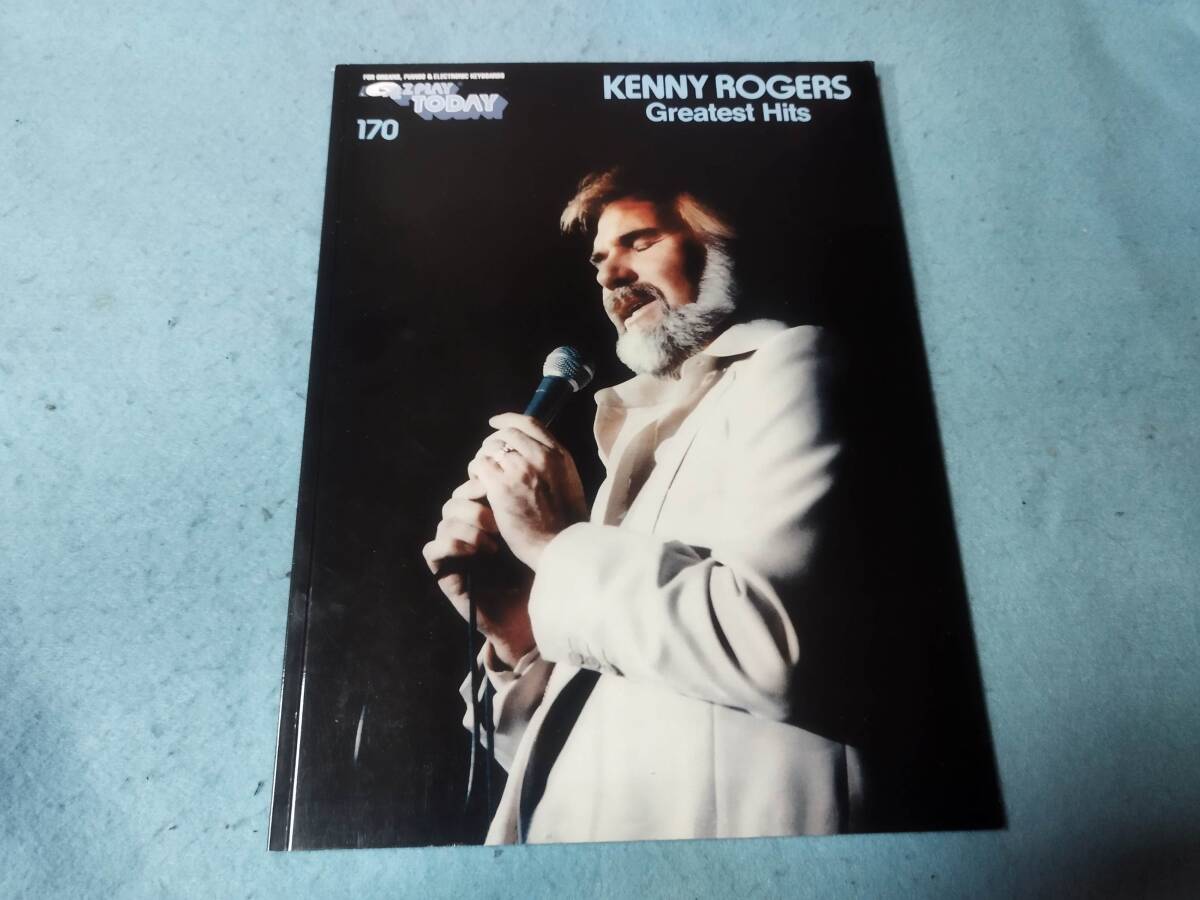 FOR ORGANS, PIANOS & ELECTRONIC KEYBOARDS
E Z PLAY
TODAY
170
KENNY ROGERS
Greatest Hits